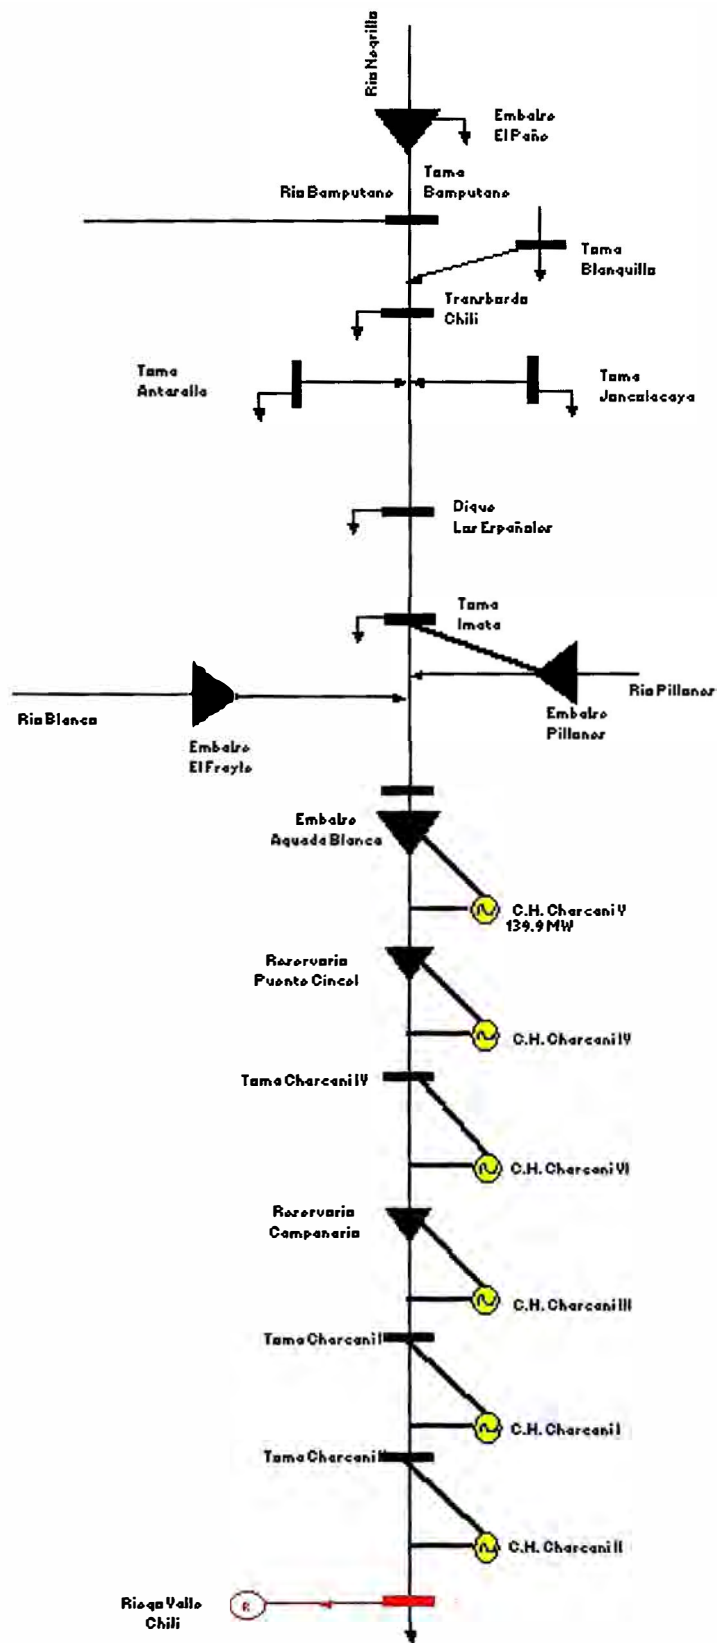 Rio Negrillo
Embalse
El Pañe
Toma
Bamputane
Rio Bamputane
Toma
Blanquillo
Transbordo
Chili
Toma
Antasalla
Toma
Jancolacaya
Dique
Los Españoles
Toma
Imata
Rio Pillones
Rio Blanco
Embalse
Pillones
Embalse
El Frayle
Embalse
Aguada Blanca
C.H. Charcani V
139.9 MW
Reservorio
Puente Cincel
C.H. Charcani IV
Toma Charcani IV
C.H. Charcani VI
Reservorio
Campanario
C.H. Charcani III
Toma Charcani I
C.H. Charcani I
Toma Charcani II
C.H. Charcani II
Riego Valle
Chili
R